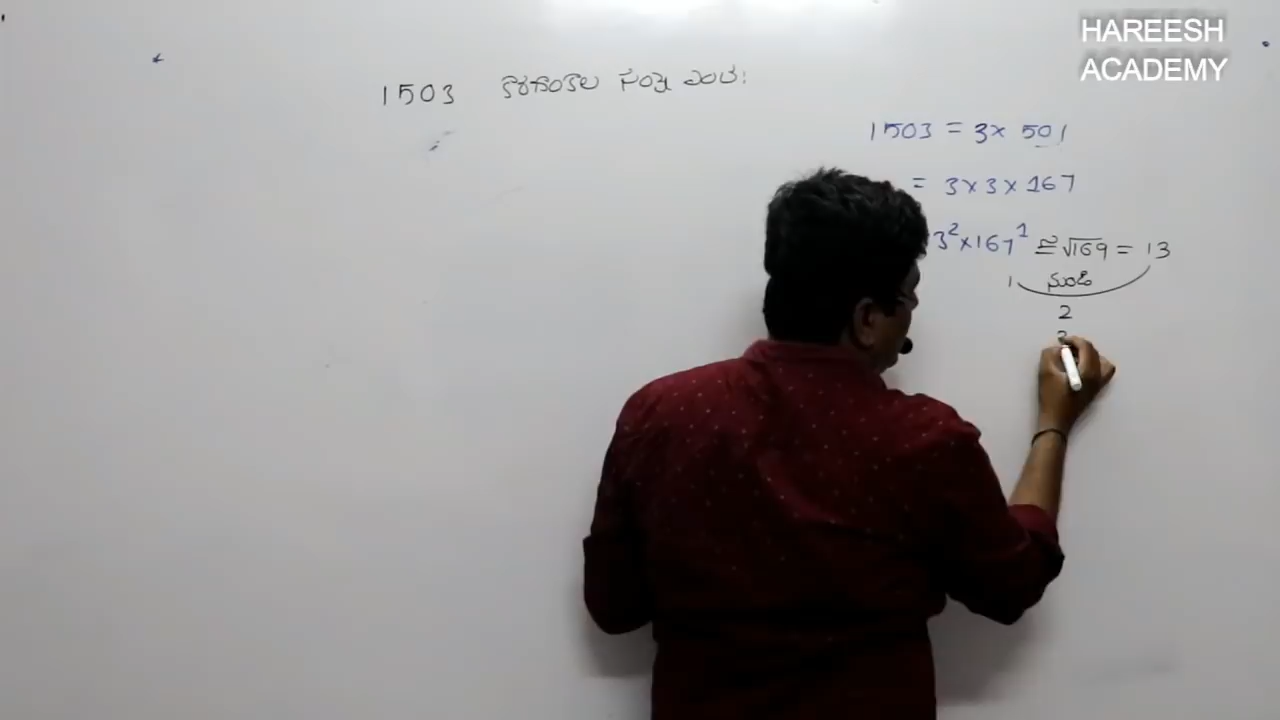 HAREESH
ACADEMY
1503 కారణాంకాల సంఖ్య ఎంత?
1503 = 3 × 501
= 3 × 3 × 167
3² × 167¹ ≅ √169 = 13
1 నుండి
2